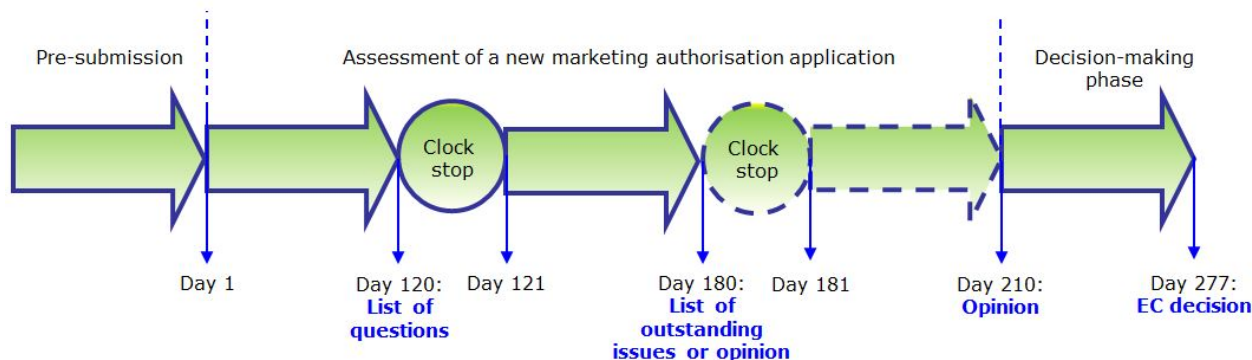 Pre-submission
Assessment of a new marketing authorisation application
Decision-making
phase
Clock
stop
Clock
stop
Day 1
Day 120:
List of
questions
Day 121
Day 180:
List of
outstanding
issues or opinion
Day 181
Day 210:
Opinion
Day 277:
EC decision